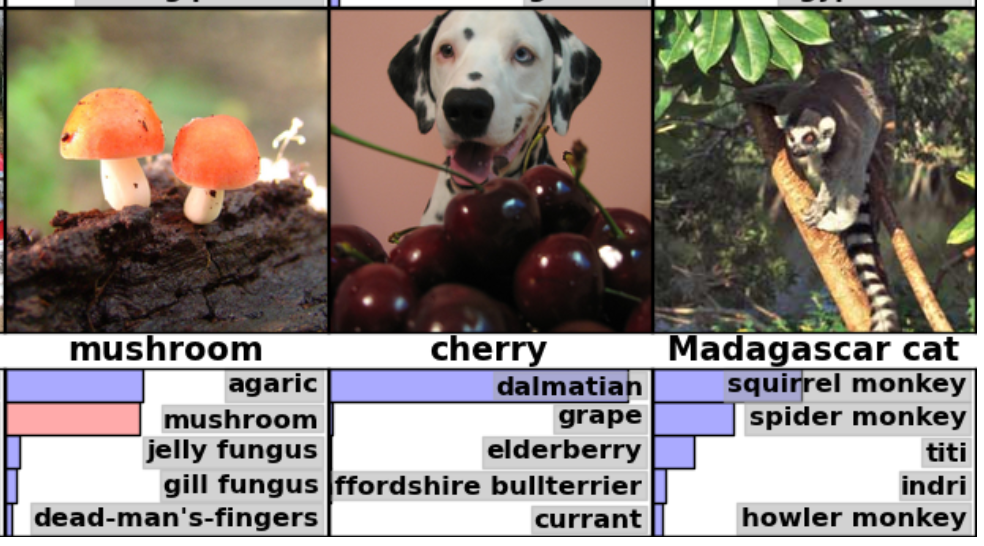 mushroom
cherry
Madagascar cat
agaric
mushroom
jelly fungus
gill fungus
dead-man's-fingers
dalmatian
grape
elderberry
ffordshire bullterrier
currant
squirrel monkey
spider monkey
titi
indri
howler monkey